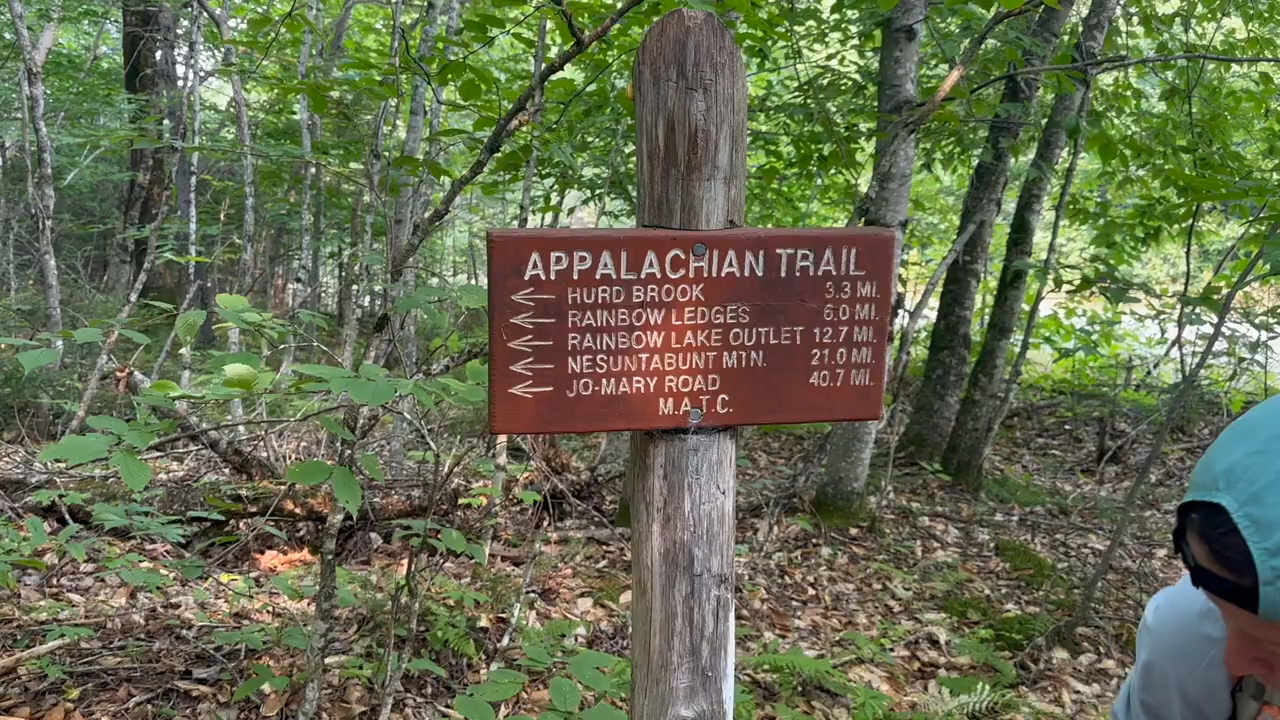 APPALACHIAN TRAIL
← HURD BROOK 3.3 MI.
← RAINBOW LEDGES 6.0 MI.
← RAINBOW LAKE OUTLET 12.7 MI.
← NESUNTABUNT MTN. 21.0 MI.
← JO-MARY ROAD 40.7 MI.
M.A.T.C.